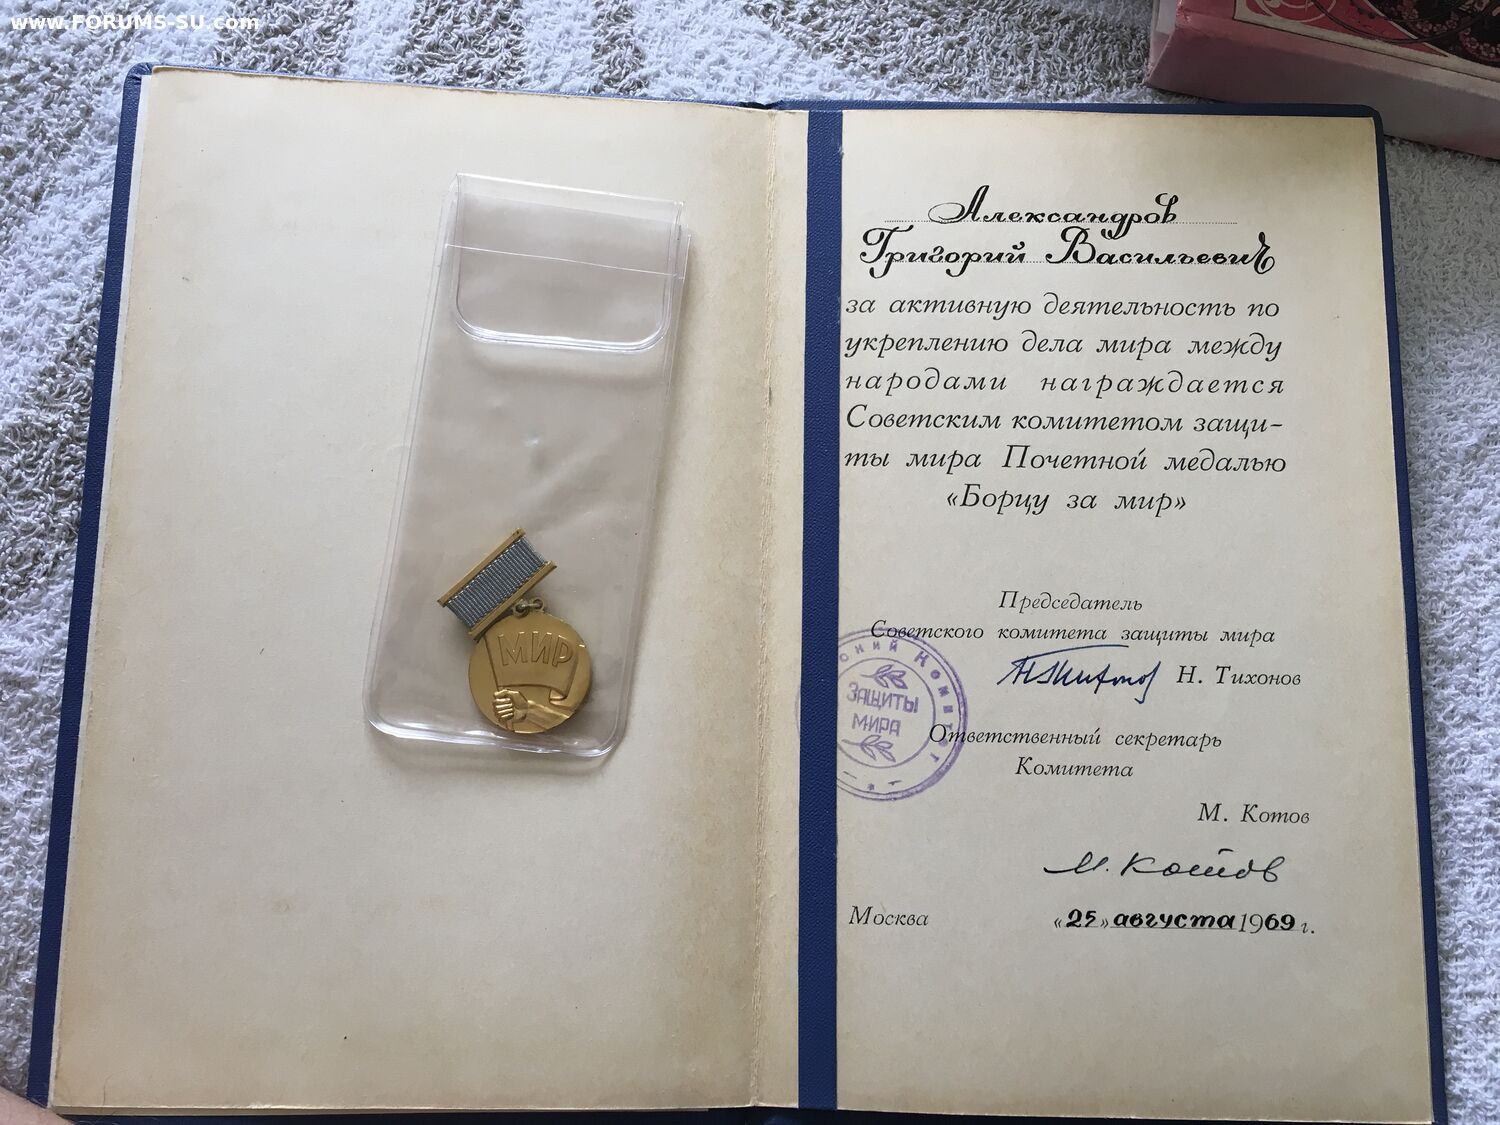 www.FORUMS-SU.com
МИР
Александров
Григорий Васильевич
за активную деятельность по
укреплению дела мира между
народами награждается
Советским комитетом защи-
ты мира Почетной медалью
«Борцу за мир»
Председатель
Советского комитета защиты мира
Н. Тихонов
ский Комитет
ЗАЩИТЫ
МИРА
Ответственный секретарь
Комитета
М. Котов
М. Котов
Москва
«25» августа 1969 г.